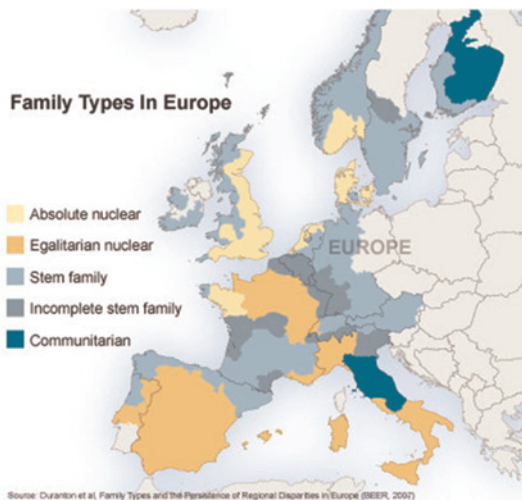 Family Types In Europe
Absolute nuclear
Egalitarian nuclear
EUROPE
Stem family
Incomplete stem family
Communitarian
Source: Duranton et al, Family Types and the Persistence of Regional Disparities in Europe (BEER, 2007)